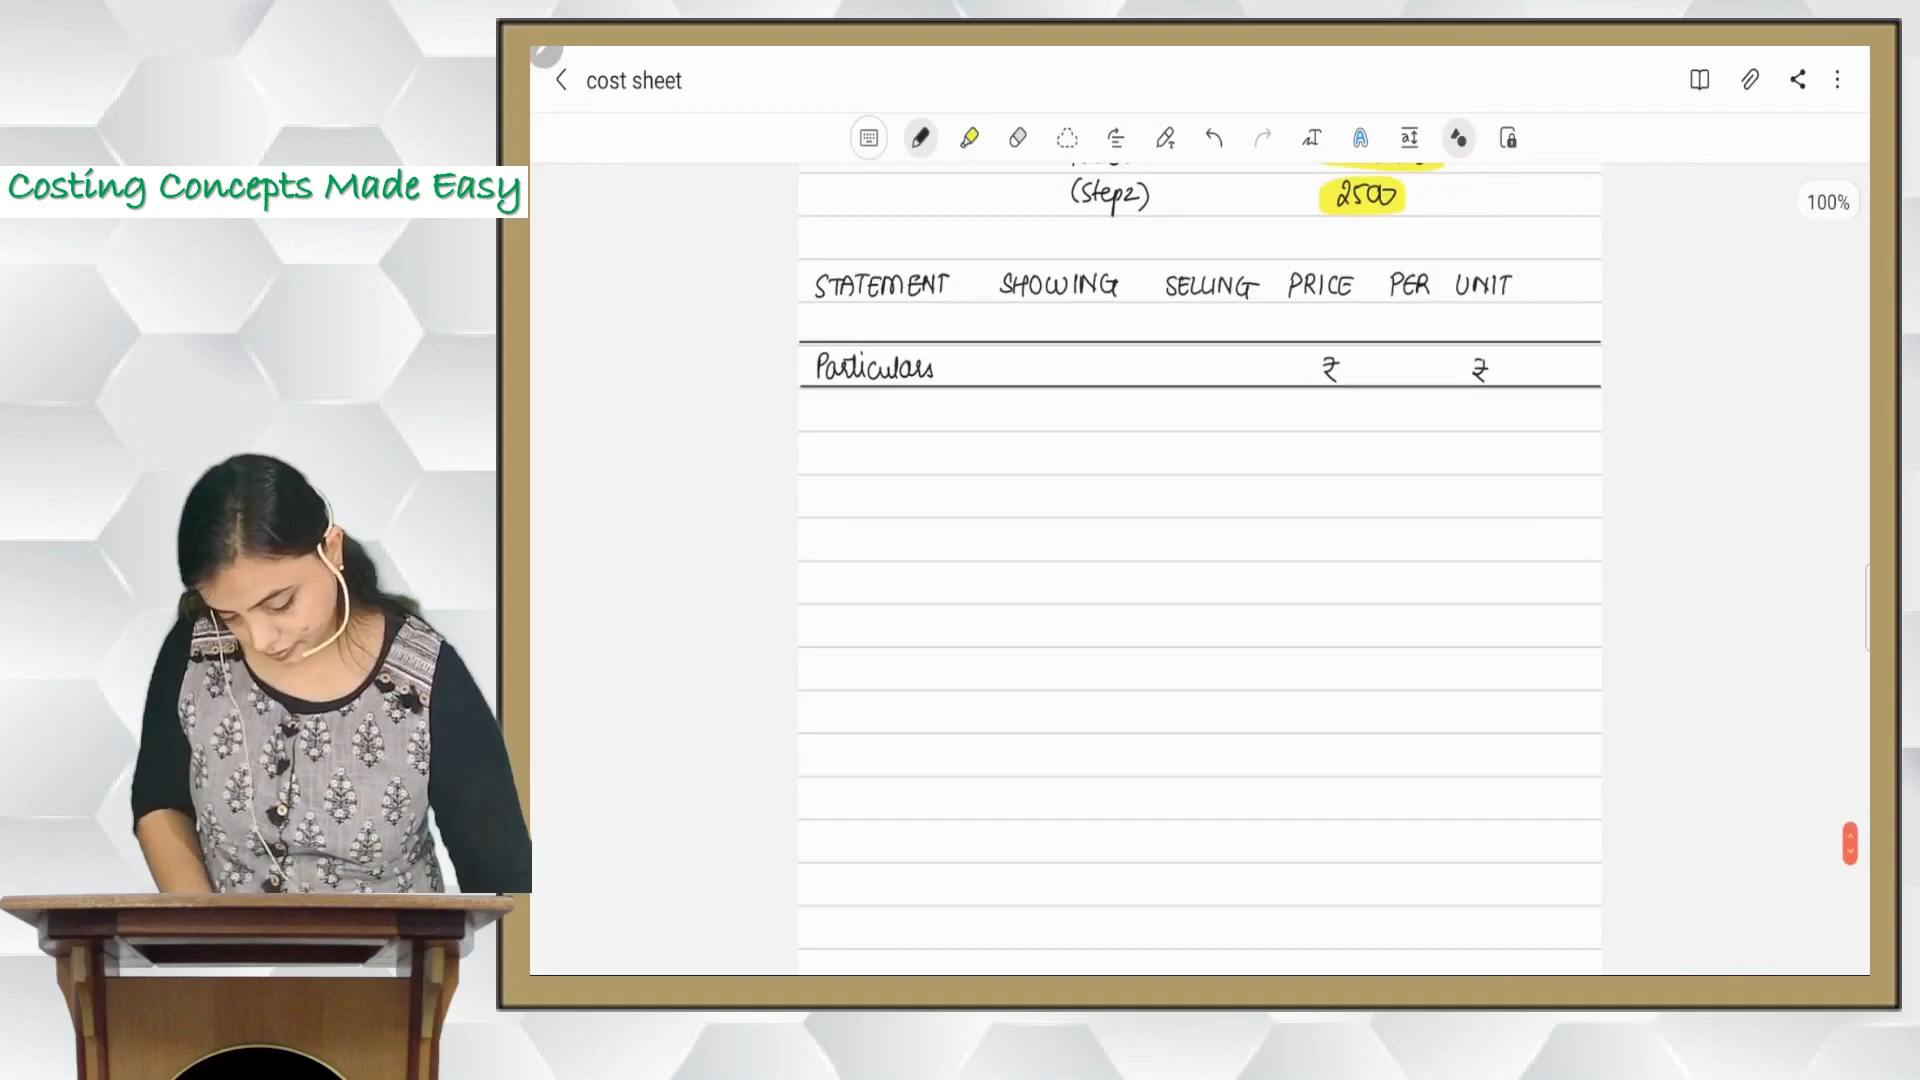 cost sheet
Costing Concepts Made Easy
(Step2) 2500
100%
STATEMENT SHOWING SELLING PRICE PER UNIT
Particulars ₹ ₹